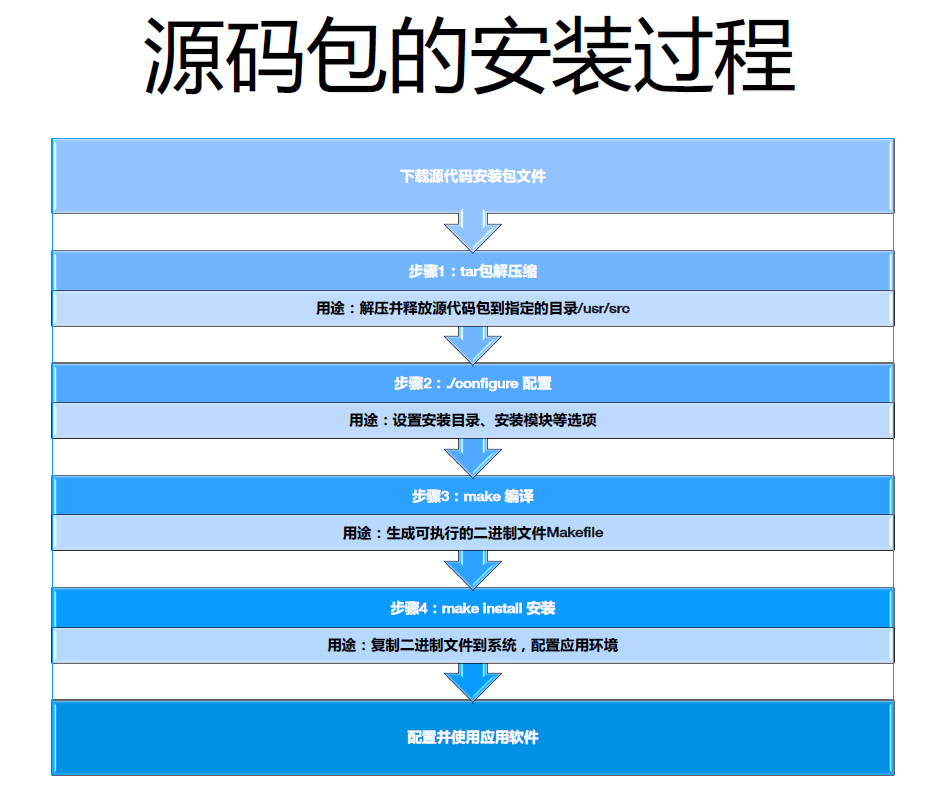 源码包的安装过程
下载源代码安装包文件
步骤1：tar包解压缩
用途：解压并释放源代码包到指定的目录/usr/src
步骤2：./configure 配置
用途：设置安装目录、安装模块等选项
步骤3：make 编译
用途：生成可执行的二进制文件Makefile
步骤4：make install 安装
用途：复制二进制文件到系统，配置应用环境
配置并使用应用软件